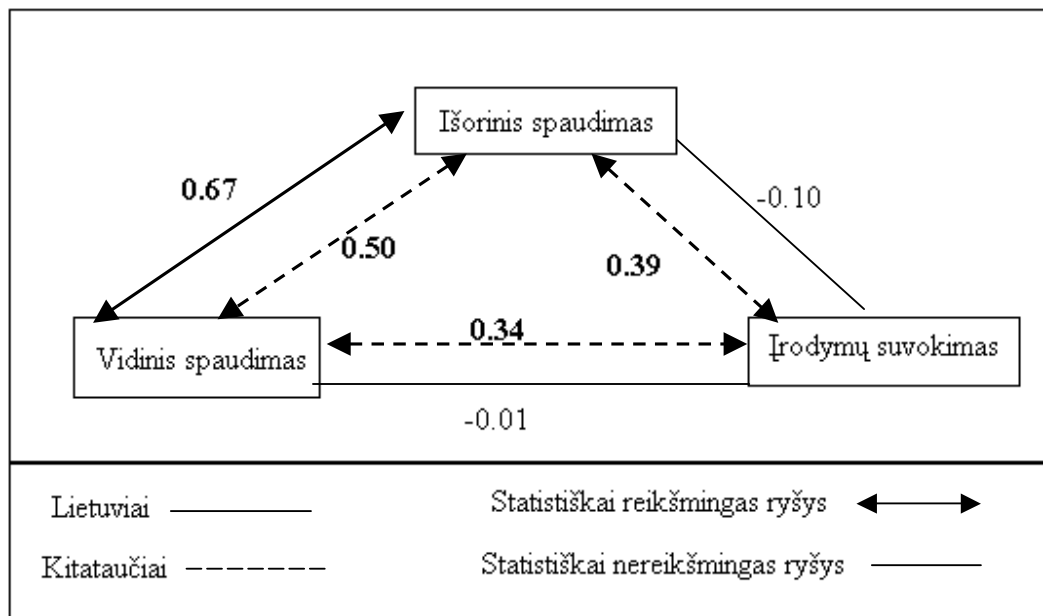 Išorinis spaudimas
0.67
-0.10
0.50
0.39
0.34
Vidinis spaudimas
Įrodymų suvokimas
-0.01
Lietuviai
Statistiškai reikšmingas ryšys
Kitataučiai
Statistiškai nereikšmingas ryšys